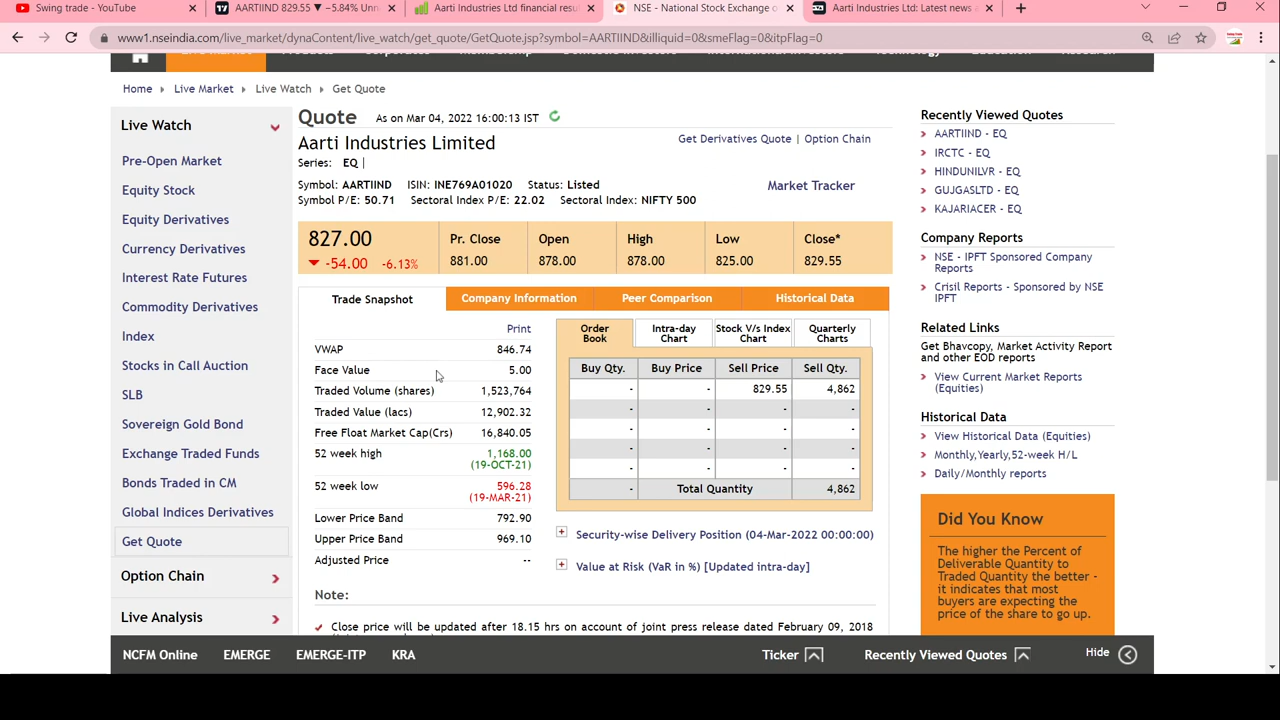 Swing trade - YouTube
AARTIIND 829.55 ▼ −5.84% Unn
Aarti Industries Ltd financial resu
NSE - National Stock Exchange o
Aarti Industries Ltd: Latest news a
www1.nseindia.com/live_market/dynaContent/live_watch/get_quote/GetQuote.jsp?symbol=AARTIIND&illiquid=0&smeFlag=0&itpFlag=0
Home Live Market Live Watch Get Quote
Live Watch
Pre-Open Market
Equity Stock
Equity Derivatives
Currency Derivatives
Interest Rate Futures
Commodity Derivatives
Index
Stocks in Call Auction
SLB
Sovereign Gold Bond
Exchange Traded Funds
Bonds Traded in CM
Global Indices Derivatives
Get Quote
Option Chain
Live Analysis
Quote As on Mar 04, 2022 16:00:13 IST
Aarti Industries Limited
Get Derivatives Quote | Option Chain
Series: EQ |
Symbol: AARTIIND ISIN: INE769A01020 Status: Listed
Market Tracker
Symbol P/E: 50.71 Sectoral Index P/E: 22.02 Sectoral Index: NIFTY 500
827.00 Pr. Close Open High Low Close*
-54.00 -6.13% 881.00 878.00 878.00 825.00 829.55
Trade Snapshot Company Information Peer Comparison Historical Data
Print
VWAP 846.74
Face Value 5.00
Traded Volume (shares) 1,523,764
Traded Value (lacs) 12,902.32
Free Float Market Cap(Crs) 16,840.05
52 week high 1,168.00
(19-OCT-21)
52 week low 596.28
(19-MAR-21)
Lower Price Band 792.90
Upper Price Band 969.10
Adjusted Price --
Order Book
Intra-day Chart
Stock V/s Index Chart
Quarterly Charts
Buy Qty. Buy Price Sell Price Sell Qty.
- - 829.55 4,862
- - - -
- - - -
- - - -
- - - -
- Total Quantity 4,862
Security-wise Delivery Position (04-Mar-2022 00:00:00)
Value at Risk (VaR in %) [Updated intra-day]
Note:
Close price will be updated after 18.15 hrs on account of joint press release dated February 09, 2018
Recently Viewed Quotes
AARTIIND - EQ
IRCTC - EQ
HINDUNILVR - EQ
GUJGASLTD - EQ
KAJARIACER - EQ
Company Reports
NSE - IPFT Sponsored Company
Reports
Crisil Reports - Sponsored by NSE
IPFT
Related Links
Get Bhavcopy, Market Activity Report
and other EOD reports
View Current Market Reports
(Equities)
Historical Data
View Historical Data (Equities)
Monthly,Yearly,52-week H/L
Daily/Monthly reports
Did You Know
The higher the Percent of
Deliverable Quantity to
Traded Quantity the better -
it indicates that most
buyers are expecting the
price of the share to go up.
NCFM Online EMERGE EMERGE-ITP KRA Ticker Recently Viewed Quotes Hide